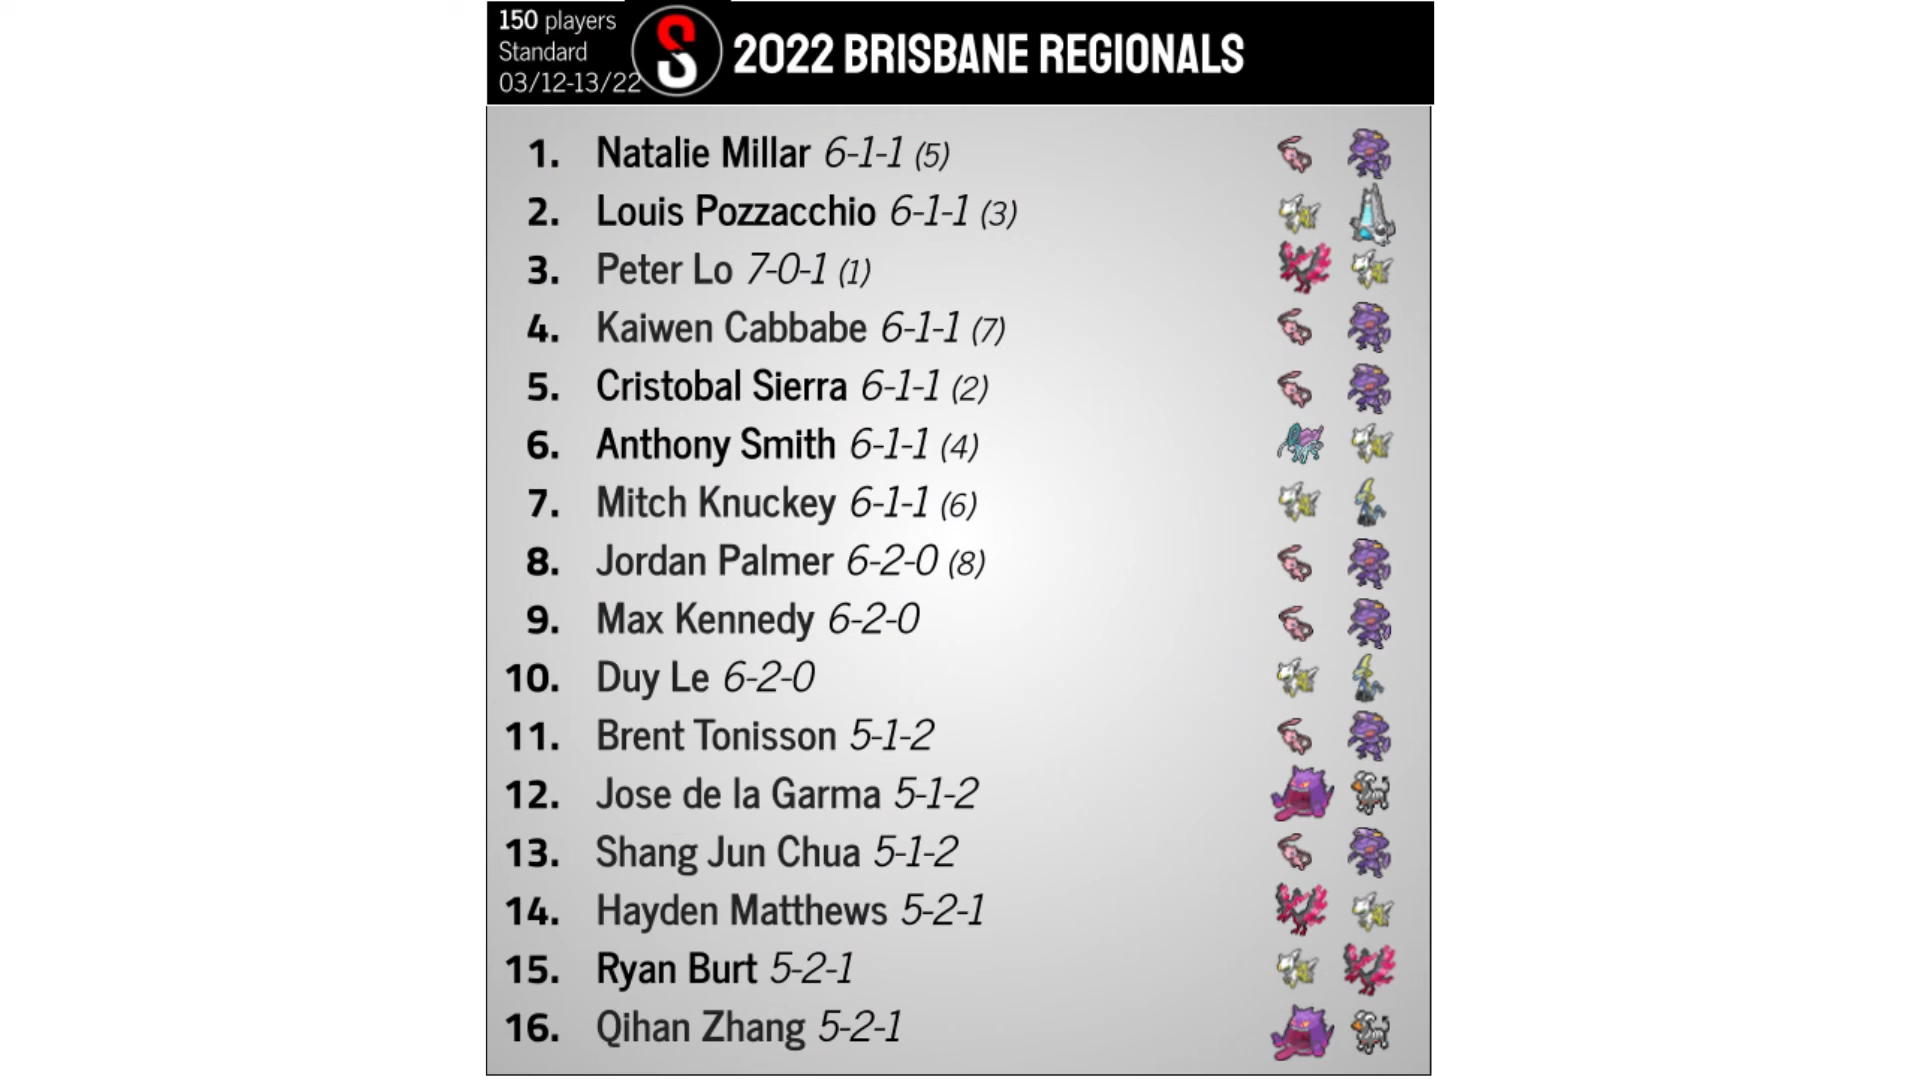 150 players
Standard
03/12-13/22
S
2022 BRISBANE REGIONALS
1. Natalie Millar 6-1-1 (5)
2. Louis Pozzacchio 6-1-1 (3)
3. Peter Lo 7-0-1 (1)
4. Kaiwen Cabbabe 6-1-1 (7)
5. Cristobal Sierra 6-1-1 (2)
6. Anthony Smith 6-1-1 (4)
7. Mitch Knuckey 6-1-1 (6)
8. Jordan Palmer 6-2-0 (8)
9. Max Kennedy 6-2-0
10. Duy Le 6-2-0
11. Brent Tonisson 5-1-2
12. Jose de la Garma 5-1-2
13. Shang Jun Chua 5-1-2
14. Hayden Matthews 5-2-1
15. Ryan Burt 5-2-1
16. Qihan Zhang 5-2-1